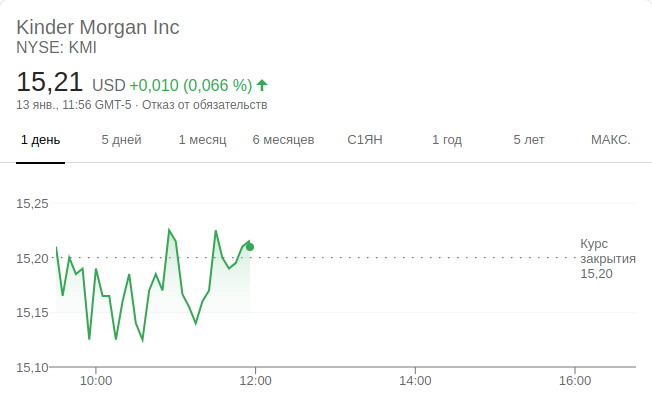 Kinder Morgan Inc
NYSE: KMI
15,21 USD +0,010 (0,066 %)
13 янв., 11:56 GMT-5 · Отказ от обязательств
1 день 5 дней 1 месяц 6 месяцев С1ЯН 1 год 5 лет МАКС.
15,25
15,20
15,15
15,10
Курс
закрытия
15,20
10:00 12:00 14:00 16:00